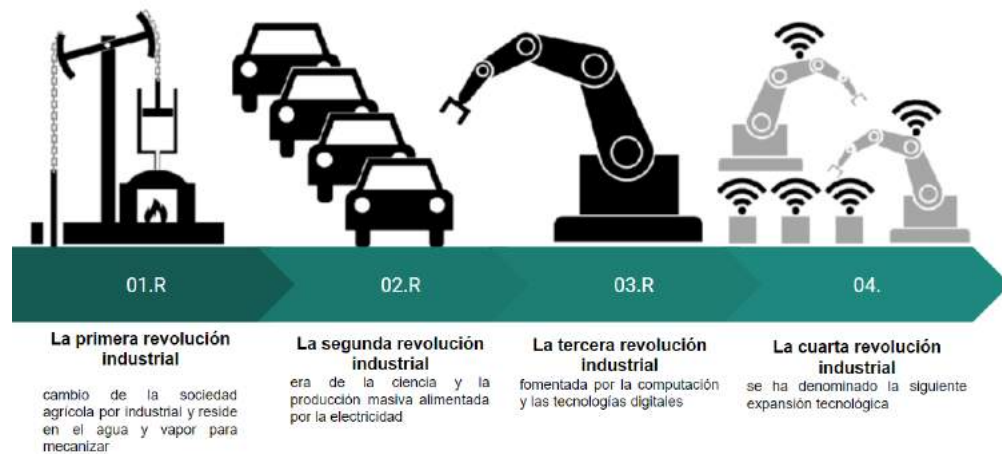 01.R
02.R
03.R
04.
La primera revolución
industrial
cambio de la sociedad
agrícola por industrial y reside
en el agua y vapor para
mecanizar
La segunda revolución
industrial
era de la ciencia y la
producción masiva alimentada
por la electricidad
La tercera revolución
industrial
fomentada por la computación
y las tecnologías digitales
La cuarta revolución
industrial
se ha denominado la siguiente
expansión tecnológica